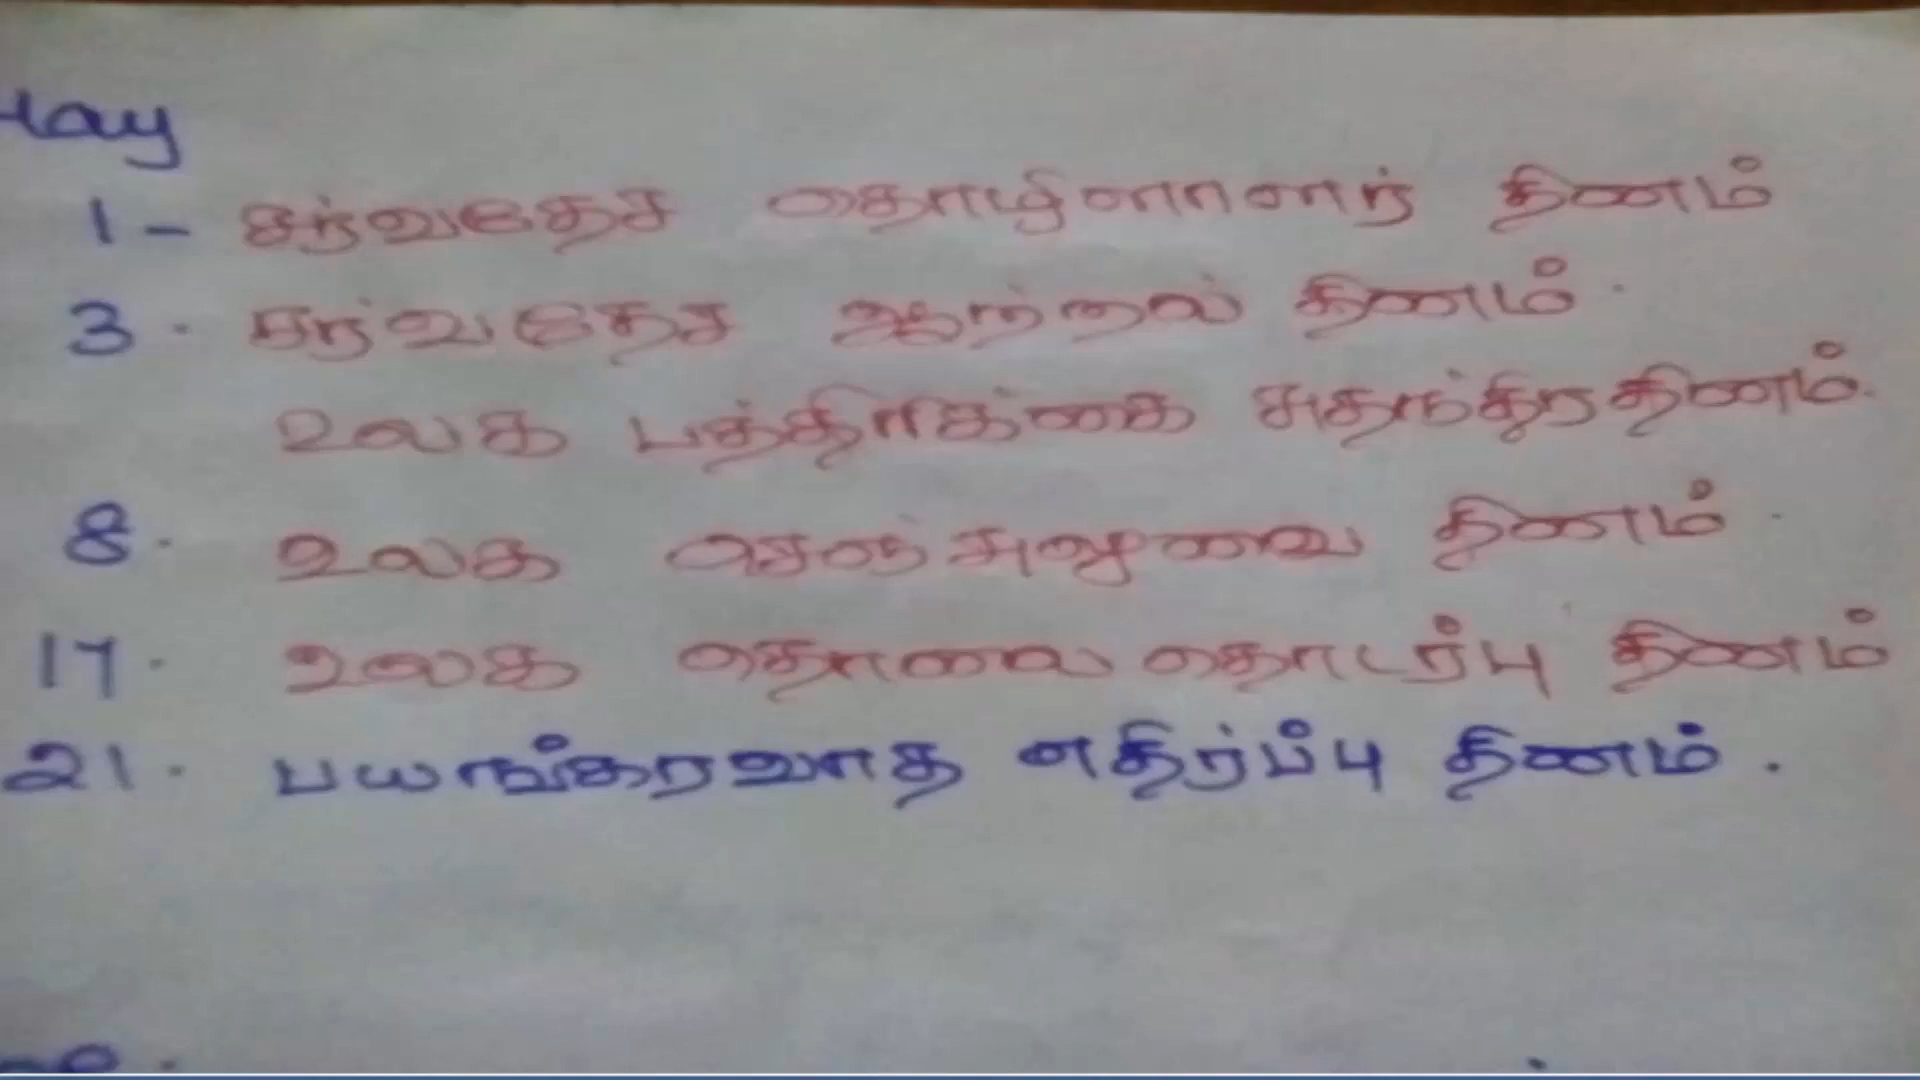 May
1 - சர்வதேச தொழிளாளர் தினம்
3 · சர்வதேச ஆற்றல் தினம் ·
உலக பத்திரிக்கை சுதந்திர தினம்.
8 · உலக செஞ்சுலுவை தினம் ·
17 · உலக தொலை தொடர்பு தினம்
21 · பயங்கரவாத எதிர்ப்பு தினம் .